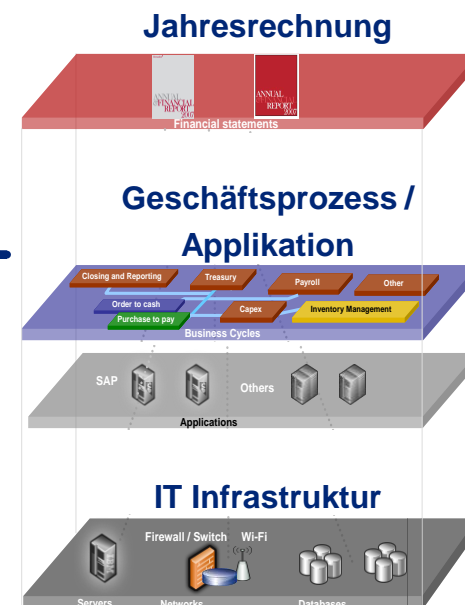 Jahresrechnung
ANNUAL
FINANCIAL
REPORT
2007
ANNUAL
FINANCIAL
REPORT
2007
Financial statements
Geschäftsprozess /
Applikation
Closing and Reporting
Treasury
Payroll
Other
Order to cash
Capex
Inventory Management
Purchase to pay
Business Cycles
SAP
Others
Applications
IT Infrastruktur
Firewall / Switch
Wi-Fi
Servers
Networks
Databases